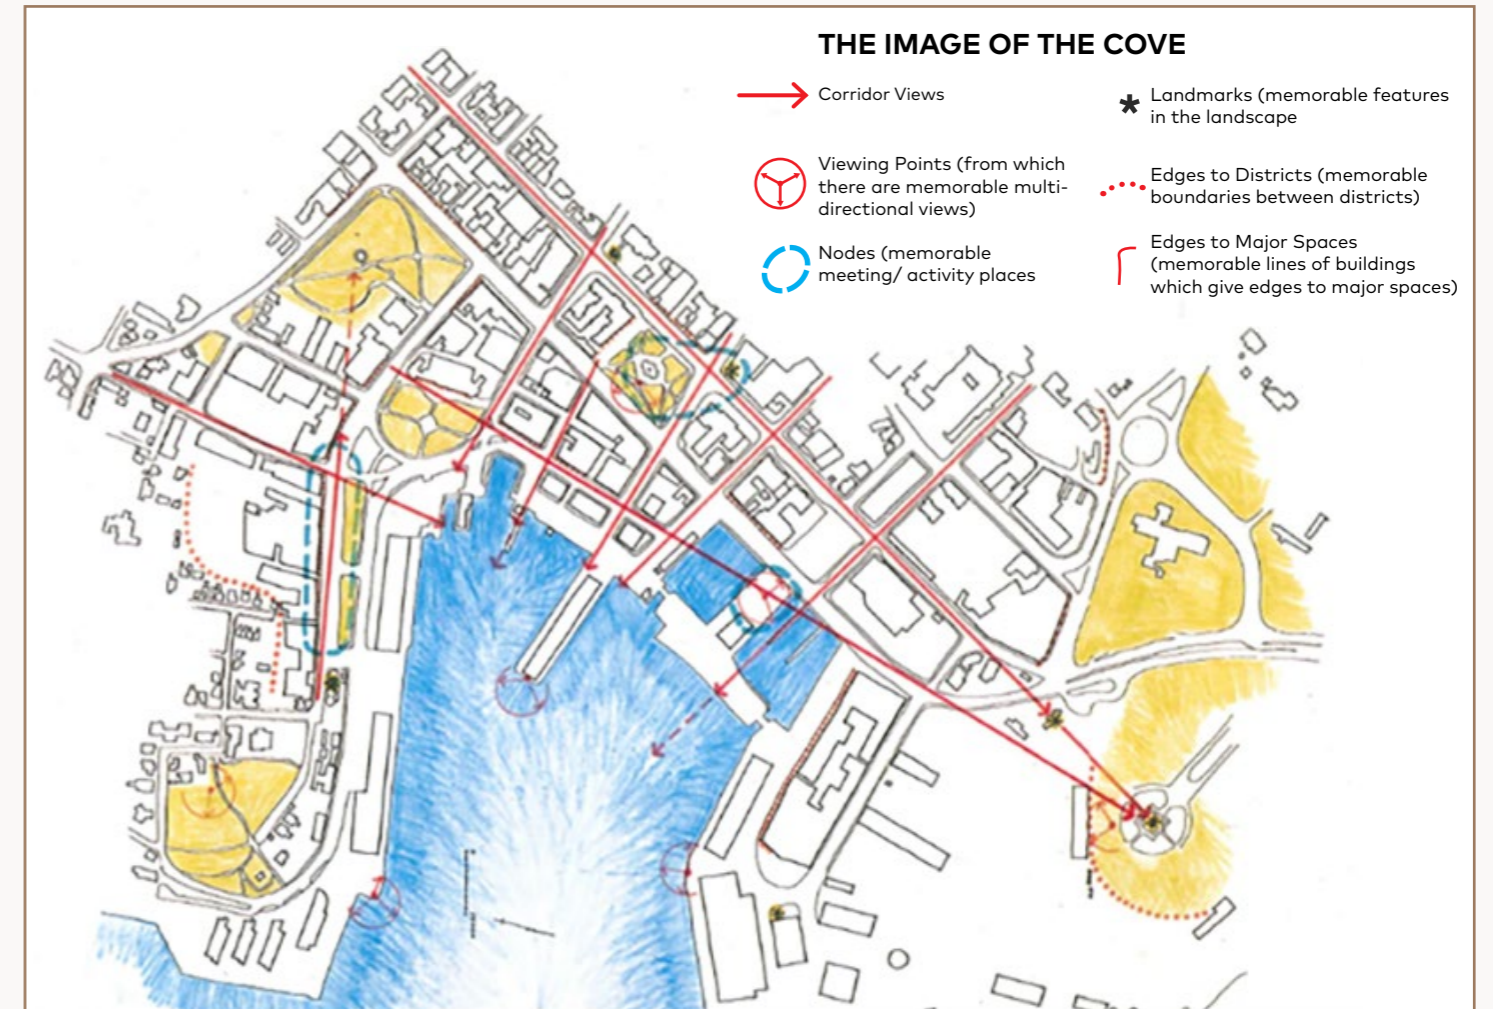 THE IMAGE OF THE COVE
Corridor Views
Viewing Points (from which
there are memorable multi-
directional views)
Nodes (memorable
meeting/ activity places
Landmarks (memorable features
in the landscape
Edges to Districts (memorable
boundaries between districts)
Edges to Major Spaces
(memorable lines of buildings
which give edges to major spaces)